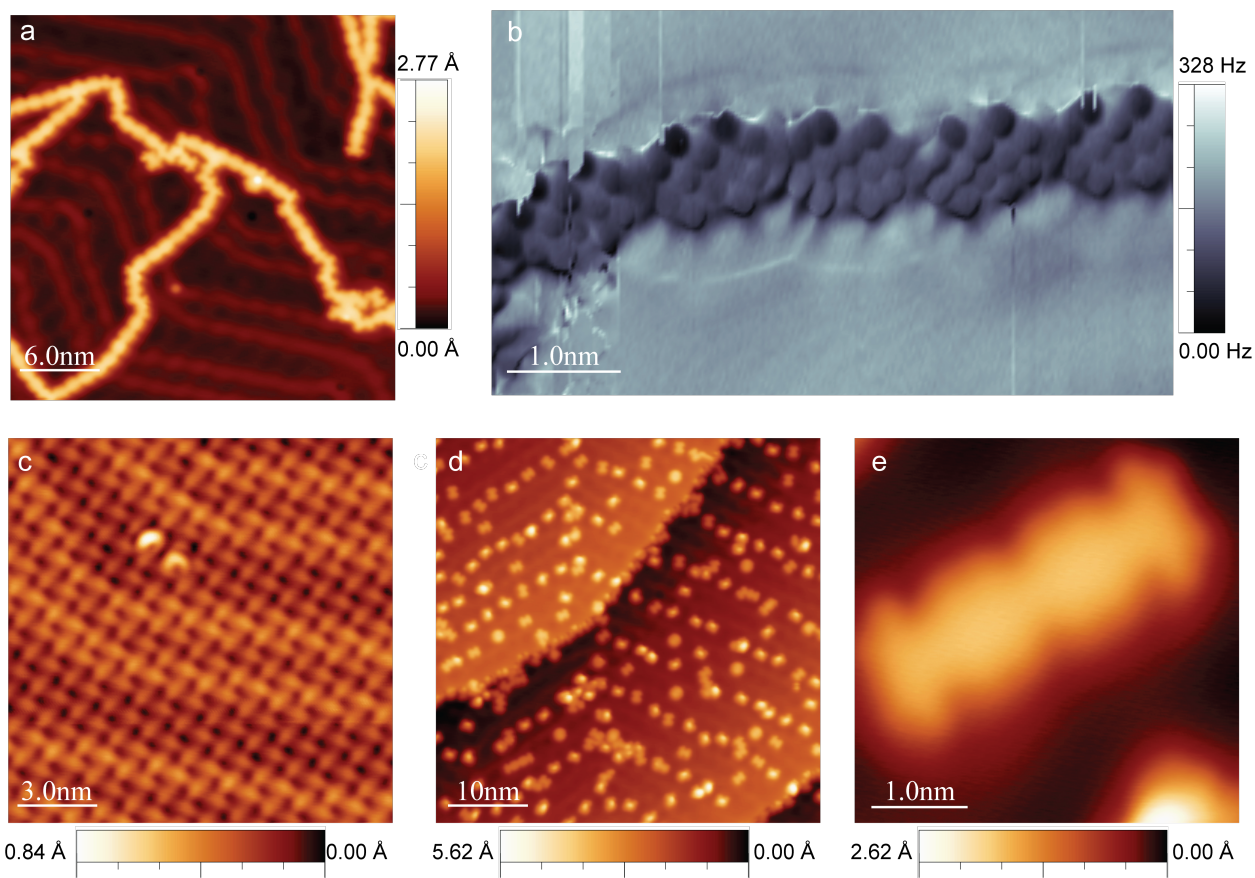 a
2.77 Å
0.00 Å
6.0nm
b
328 Hz
0.00 Hz
1.0nm
c
3.0nm
0.84 Å
0.00 Å
c
d
10nm
5.62 Å
0.00 Å
e
1.0nm
2.62 Å
0.00 Å